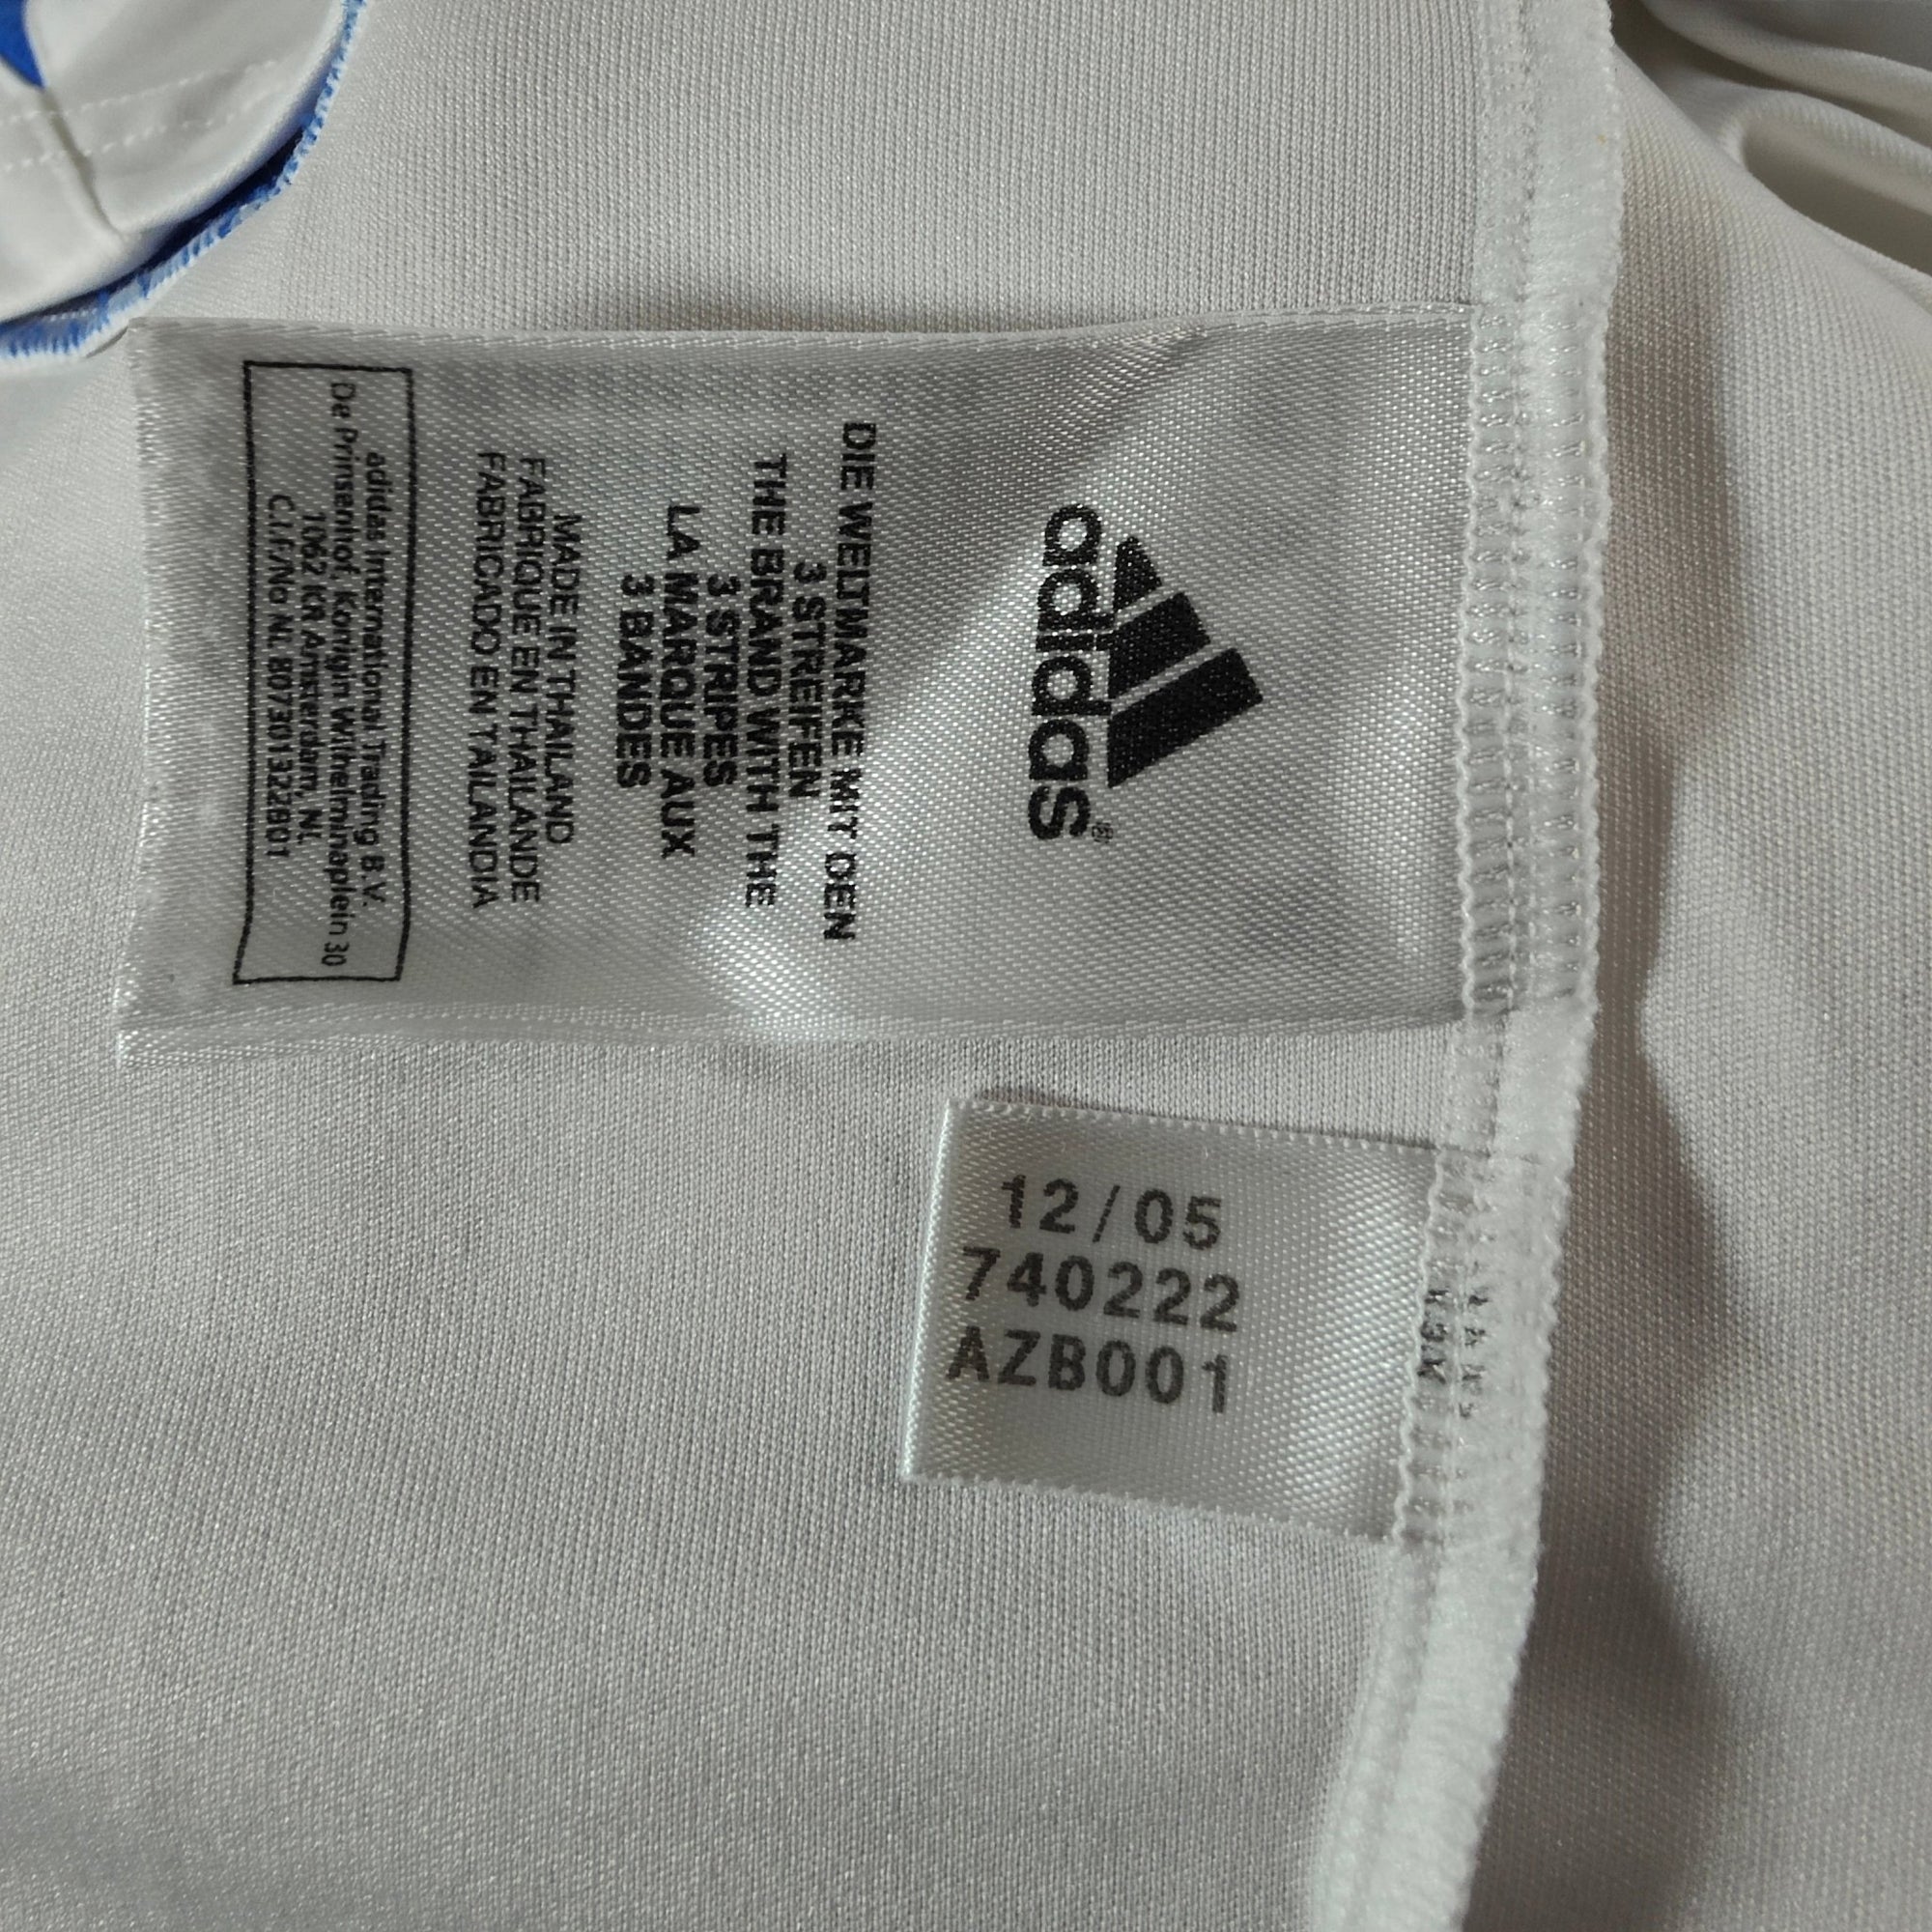 adidas®
DIE WELTMARKE MIT DEN
3 STREIFEN
THE BRAND WITH THE
3 STRIPES
LA MARQUE AUX
3 BANDES
MADE IN THAILAND
FABRIQUE EN THAILANDE
FABRICADO EN TAILANDIA
adidas International Trading B.V.
De Prinsenhof, Koningin Wilhelminaplein 30
1062 KR Amsterdam, NL
C.I.F/No NL 807301322B01
12/05
740222
AZB001